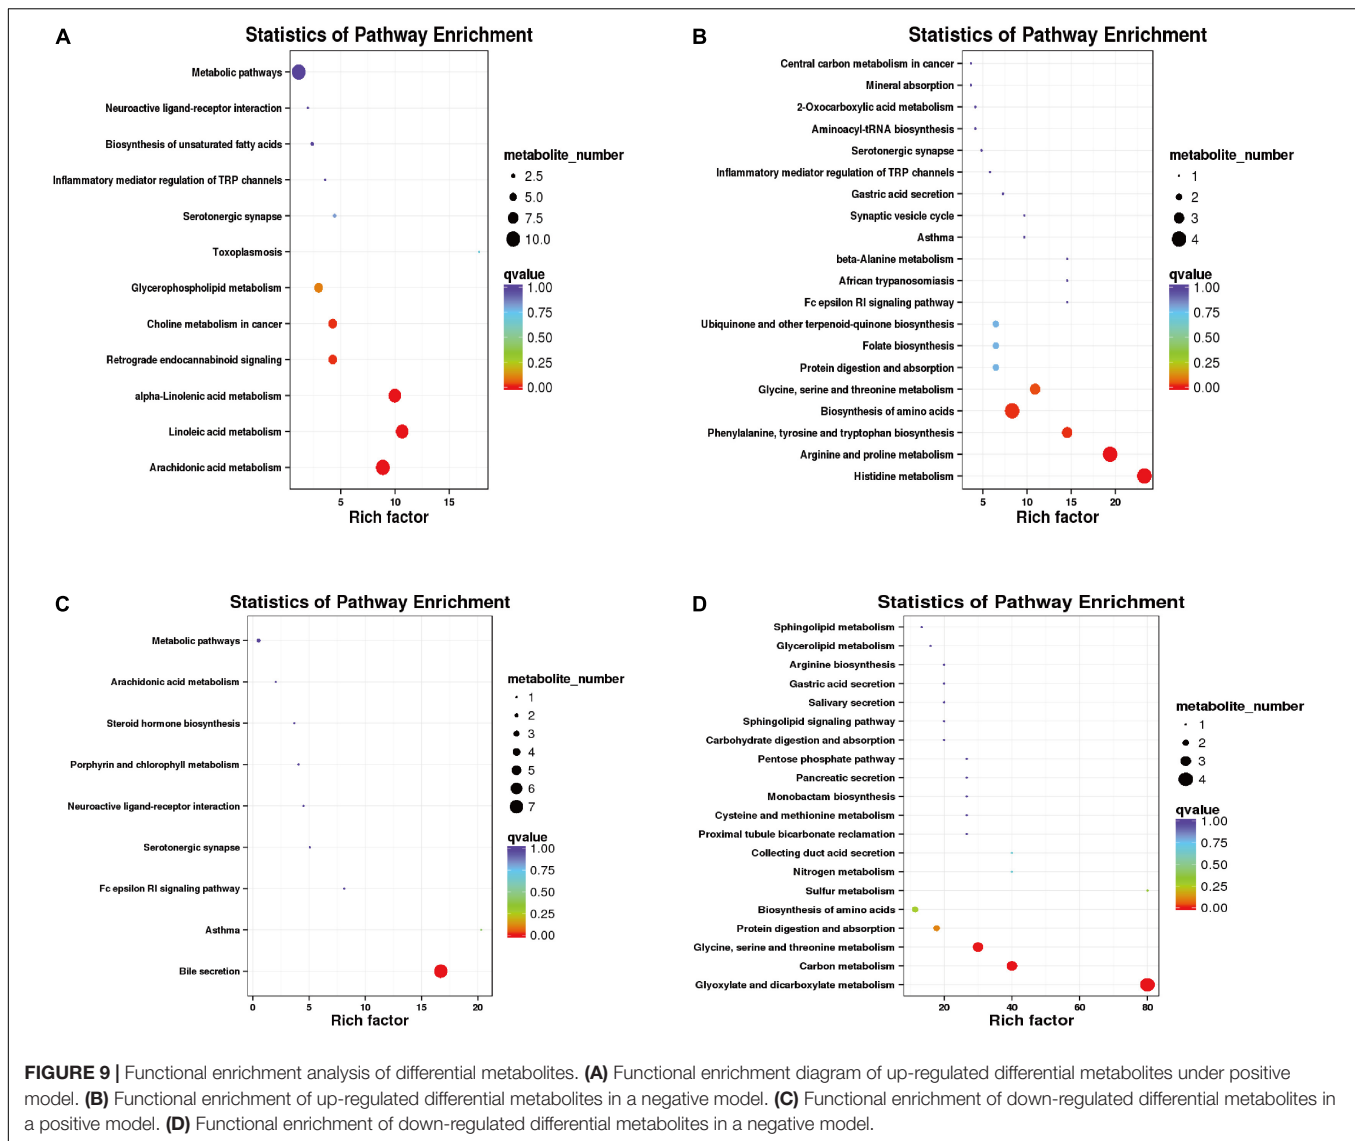 A
Statistics of Pathway Enrichment
Metabolic pathways
Neuroactive ligand-receptor interaction
Biosynthesis of unsaturated fatty acids
Inflammatory mediator regulation of TRP channels
Serotonergic synapse
Toxoplasmosis
Glycerophospholipid metabolism
Choline metabolism in cancer
Retrograde endocannabinoid signaling
alpha-Linolenic acid metabolism
Linoleic acid metabolism
Arachidonic acid metabolism
5 10 15
Rich factor
metabolite_number
2.5
5.0
7.5
10.0
qvalue
1.00
0.75
0.50
0.25
0.00
B
Statistics of Pathway Enrichment
Central carbon metabolism in cancer
Mineral absorption
2-Oxocarboxylic acid metabolism
Aminoacyl-tRNA biosynthesis
Serotonergic synapse
Inflammatory mediator regulation of TRP channels
Gastric acid secretion
Synaptic vesicle cycle
Asthma
beta-Alanine metabolism
African trypanosomiasis
Fc epsilon RI signaling pathway
Ubiquinone and other terpenoid-quinone biosynthesis
Folate biosynthesis
Protein digestion and absorption
Glycine, serine and threonine metabolism
Biosynthesis of amino acids
Phenylalanine, tyrosine and tryptophan biosynthesis
Arginine and proline metabolism
Histidine metabolism
5 10 15 20
Rich factor
metabolite_number
1
2
3
4
qvalue
1.00
0.75
0.50
0.25
0.00
C
Statistics of Pathway Enrichment
Metabolic pathways
Arachidonic acid metabolism
Steroid hormone biosynthesis
Porphyrin and chlorophyll metabolism
Neuroactive ligand-receptor interaction
Serotonergic synapse
Fc epsilon RI signaling pathway
Asthma
Bile secretion
0 5 10 15 20
Rich factor
metabolite_number
1
2
3
4
5
6
7
qvalue
1.00
0.75
0.50
0.25
0.00
D
Statistics of Pathway Enrichment
Sphingolipid metabolism
Glycerolipid metabolism
Arginine biosynthesis
Gastric acid secretion
Salivary secretion
Sphingolipid signaling pathway
Carbohydrate digestion and absorption
Pentose phosphate pathway
Pancreatic secretion
Monobactam biosynthesis
Cysteine and methionine metabolism
Proximal tubule bicarbonate reclamation
Collecting duct acid secretion
Nitrogen metabolism
Sulfur metabolism
Biosynthesis of amino acids
Protein digestion and absorption
Glycine, serine and threonine metabolism
Carbon metabolism
Glyoxylate and dicarboxylate metabolism
20 40 60 80
Rich factor
metabolite_number
1
2
3
4
qvalue
1.00
0.75
0.50
0.25
0.00
FIGURE 9 | Functional enrichment analysis of differential metabolites. (A) Functional enrichment diagram of up-regulated differential metabolites under positive
model. (B) Functional enrichment of up-regulated differential metabolites in a negative model. (C) Functional enrichment of down-regulated differential metabolites in
a positive model. (D) Functional enrichment of down-regulated differential metabolites in a negative model.